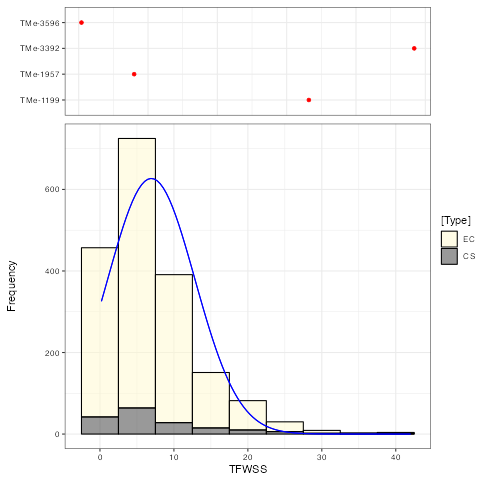 TMe-3596
TMe-3392
TMe-1957
TMe-1199
600
400
200
0
Frequency
0 10 20 30 40
TFWSS
[Type]
EC
CS